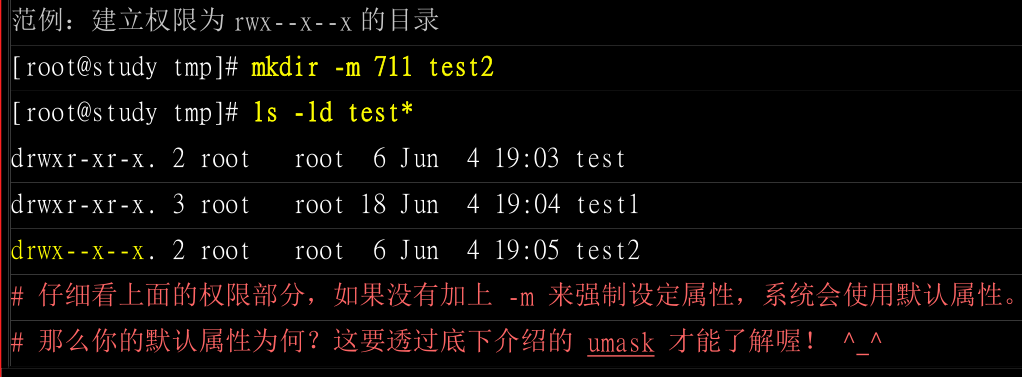 范例：建立权限为 rwx--x--x 的目录
[root@study tmp]# mkdir -m 711 test2
[root@study tmp]# ls -ld test*
drwxr-xr-x. 2 root   root  6 Jun  4 19:03 test
drwxr-xr-x. 3 root   root 18 Jun  4 19:04 test1
drwx--x--x. 2 root   root  6 Jun  4 19:05 test2
# 仔细看上面的权限部分，如果没有加上 -m 来强制设定属性，系统会使用默认属性。
# 那么你的默认属性为何？这要透过底下介绍的 umask 才能了解喔！ ^_^